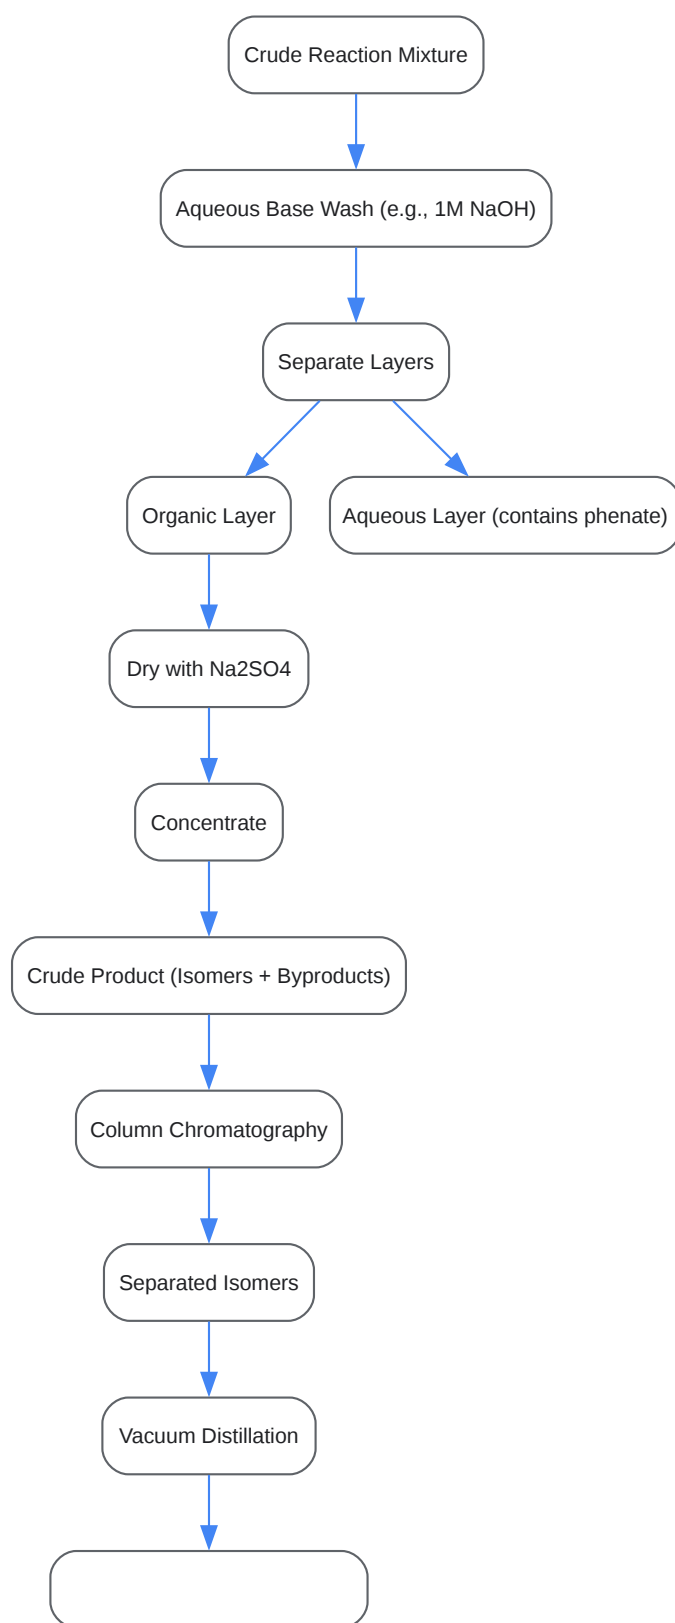 Crude Reaction Mixture
Aqueous Base Wash (e.g., 1M NaOH)
Separate Layers
Organic Layer
Aqueous Layer (contains phenate)
Dry with Na2SO4
Concentrate
Crude Product (Isomers + Byproducts)
Column Chromatography
Separated Isomers
Vacuum Distillation